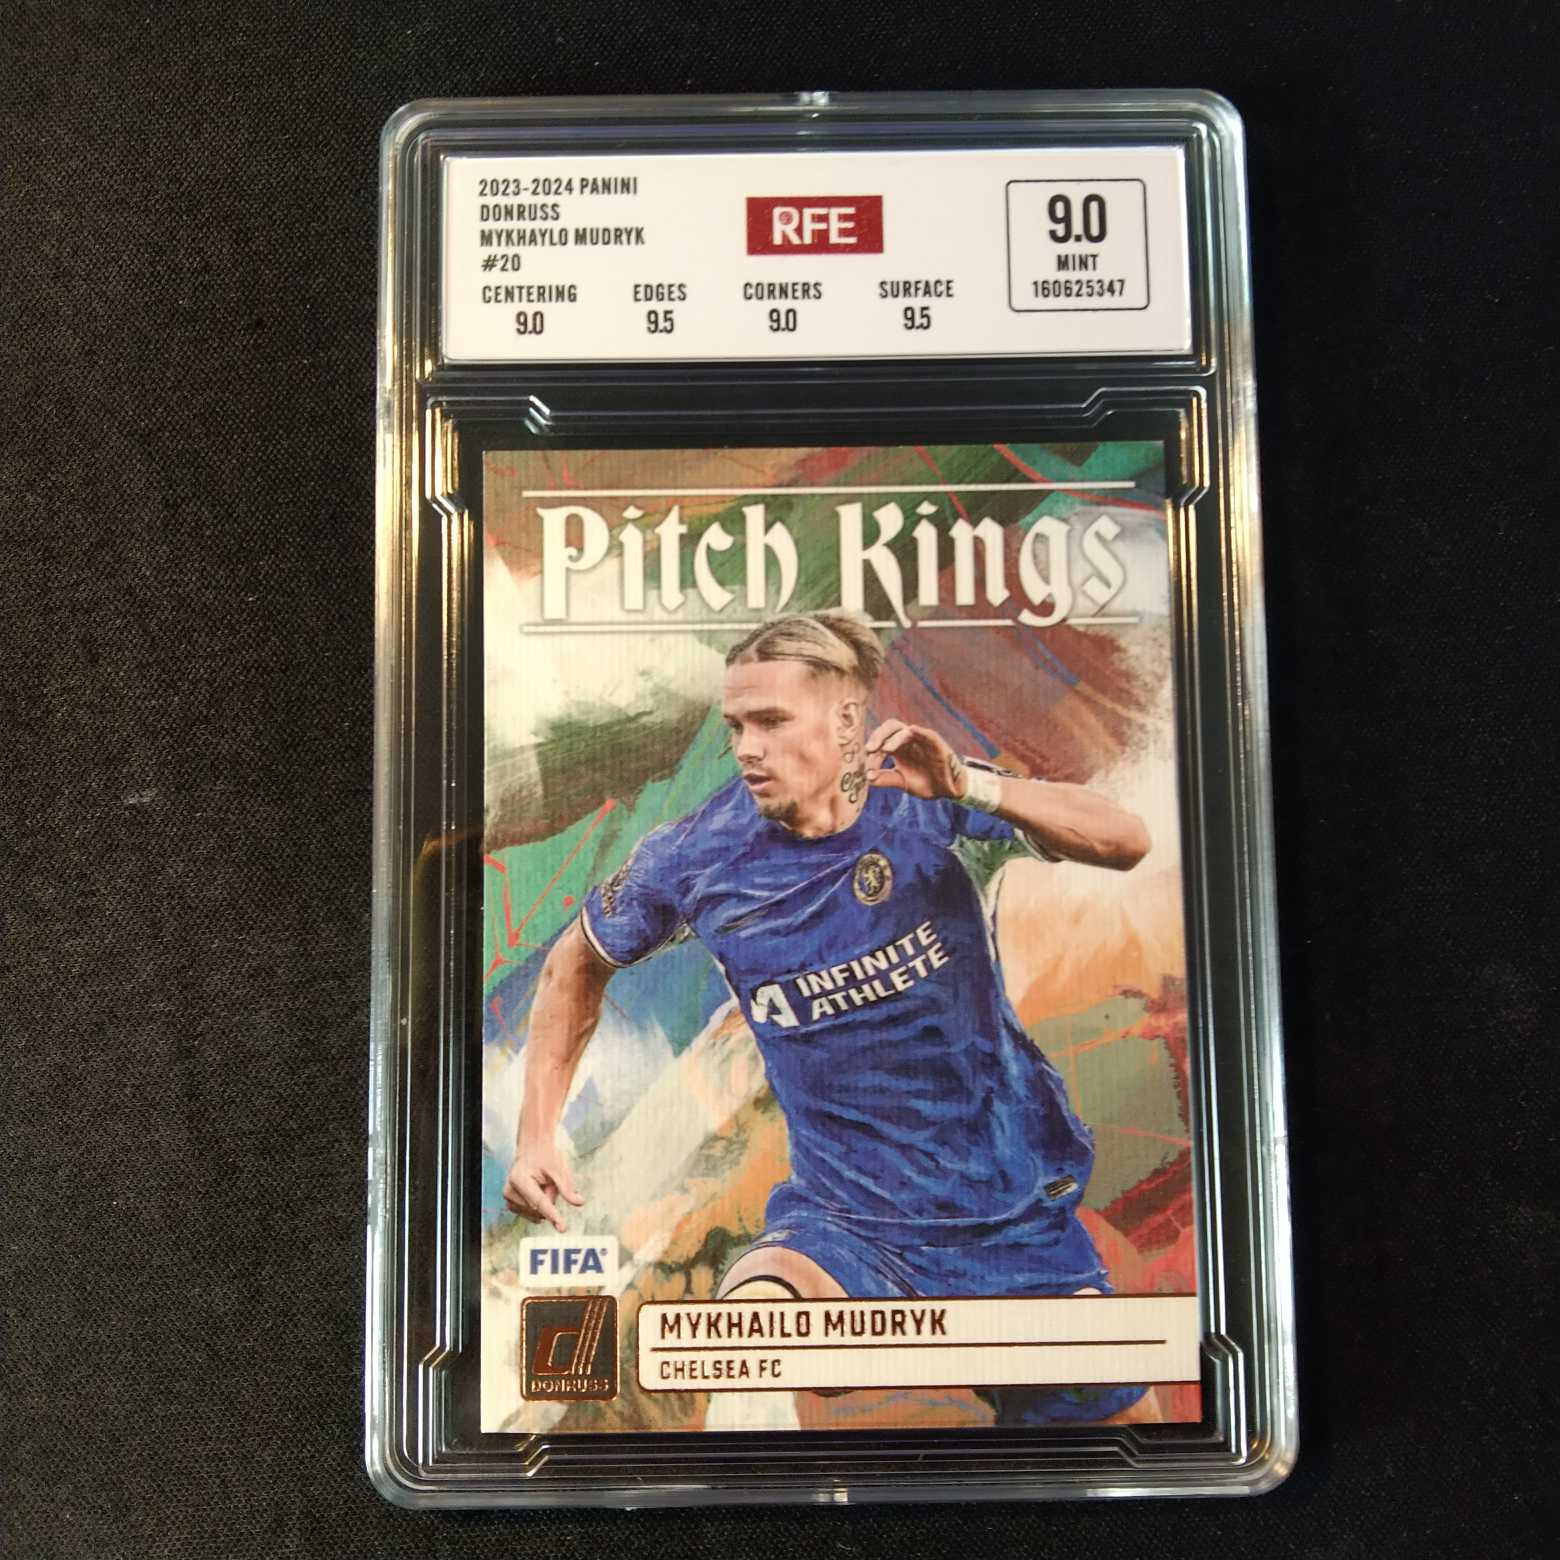 2023-2024 PANINI
DONRUSS
MYKHAYLO MUDRYK
#20
CENTERING EDGES CORNERS SURFACE
9.0 9.5 9.0 9.5
RFE
9.0
MINT
160625347
Pitch Kings
INFINITE
ATHLETE
FIFA
DONRUSS
MYKHAILO MUDRYK
CHELSEA FC